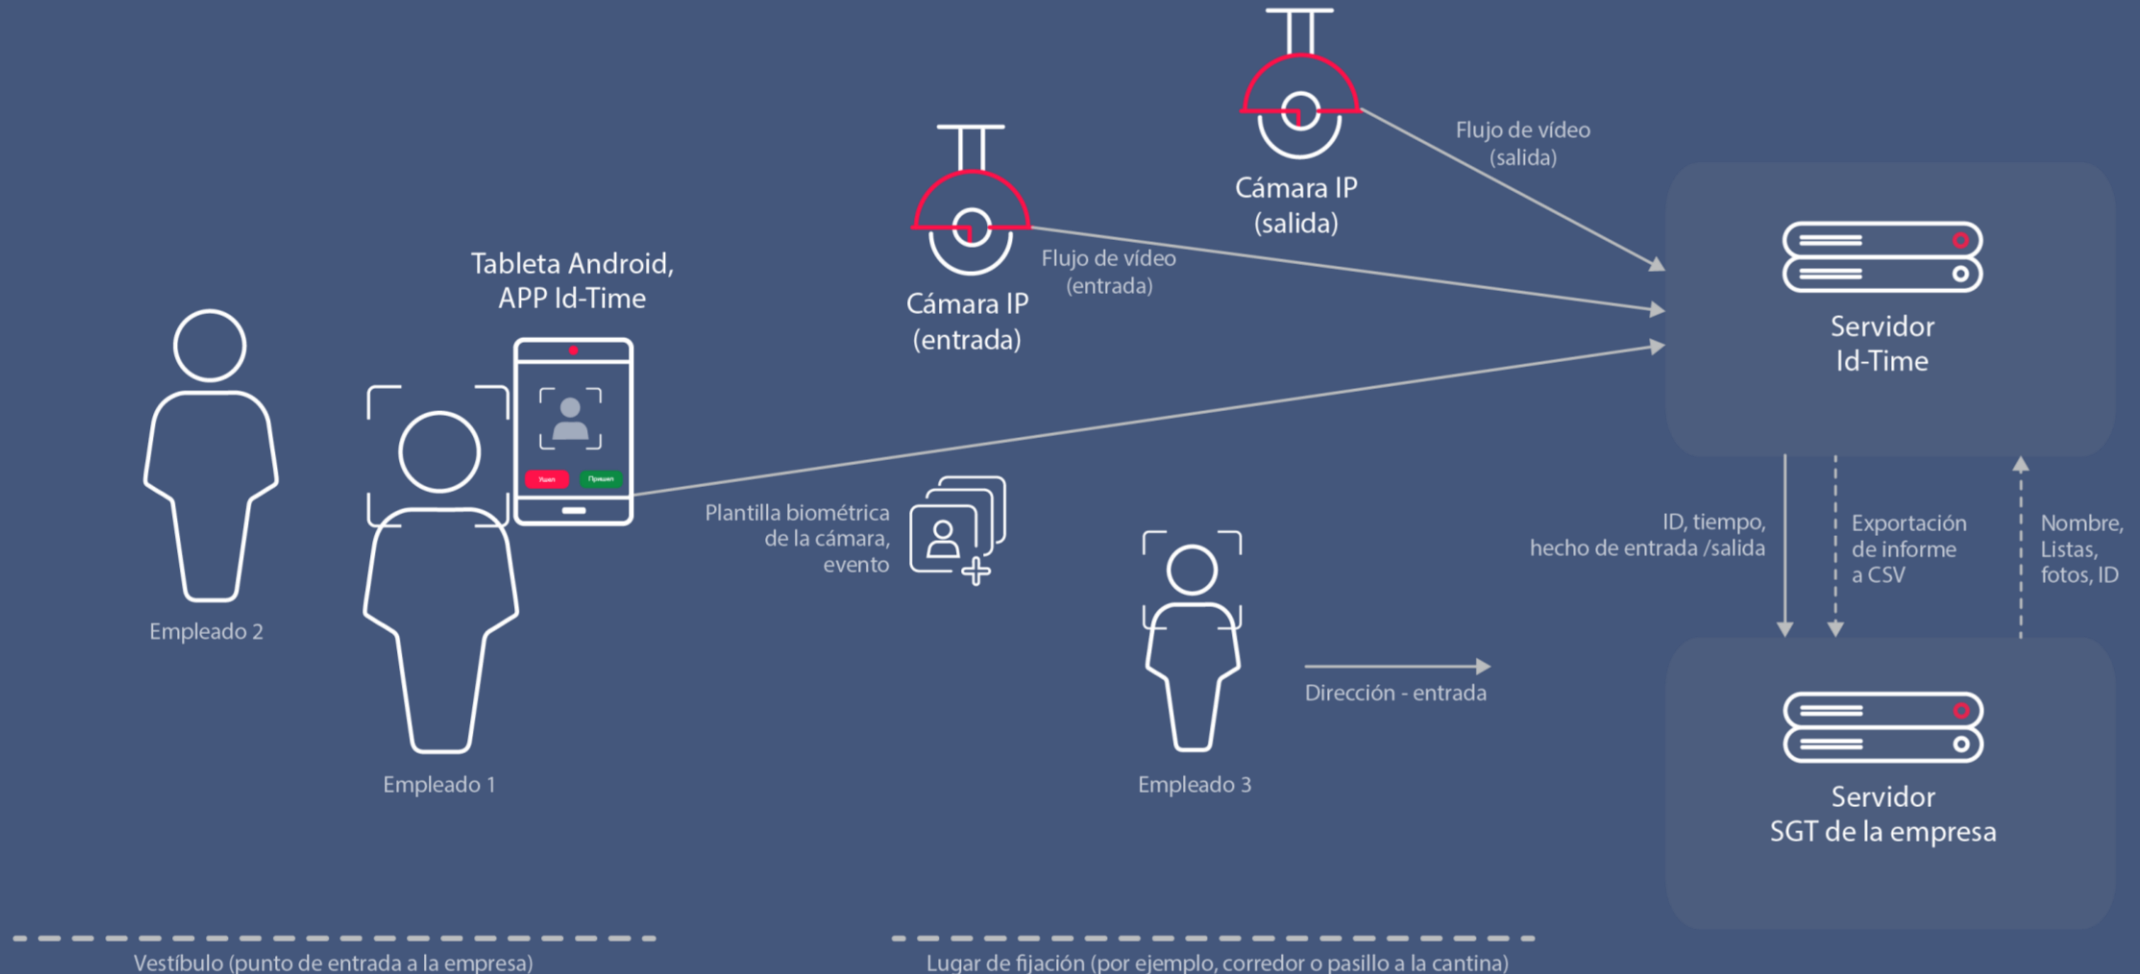 Flujo de vídeo
(salida)
Cámara IP
(salida)
Flujo de vídeo
(entrada)
Cámara IP
(entrada)
Tableta Android,
APP Id-Time
Ушел
Пришел
Servidor
Id-Time
Plantilla biométrica
de la cámara,
evento
ID, tiempo,
hecho de entrada /salida
Exportación
de informe
a CSV
Nombre,
Listas,
fotos, ID
Empleado 2
Empleado 1
Dirección - entrada
Empleado 3
Servidor
SGT de la empresa
Vestíbulo (punto de entrada a la empresa)
Lugar de fijación (por ejemplo, corredor o pasillo a la cantina)